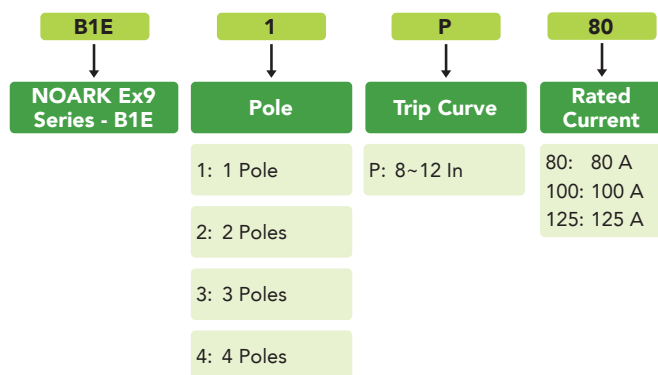 B1E 1 P 80
NOARK Ex9
Series - B1E
Pole
Trip Curve
Rated
Current
1: 1 Pole
2: 2 Poles
3: 3 Poles
4: 4 Poles
P: 8~12 In
80: 80 A
100: 100 A
125: 125 A